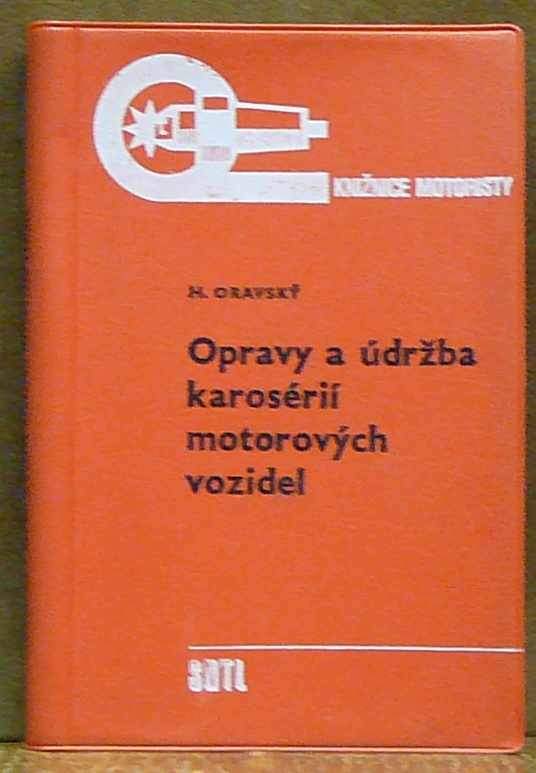 KNIŽNICE MOTORISTY
H. ORAVSKÝ
Opravy a údržba
karosérií
motorových
vozidel
SNTL